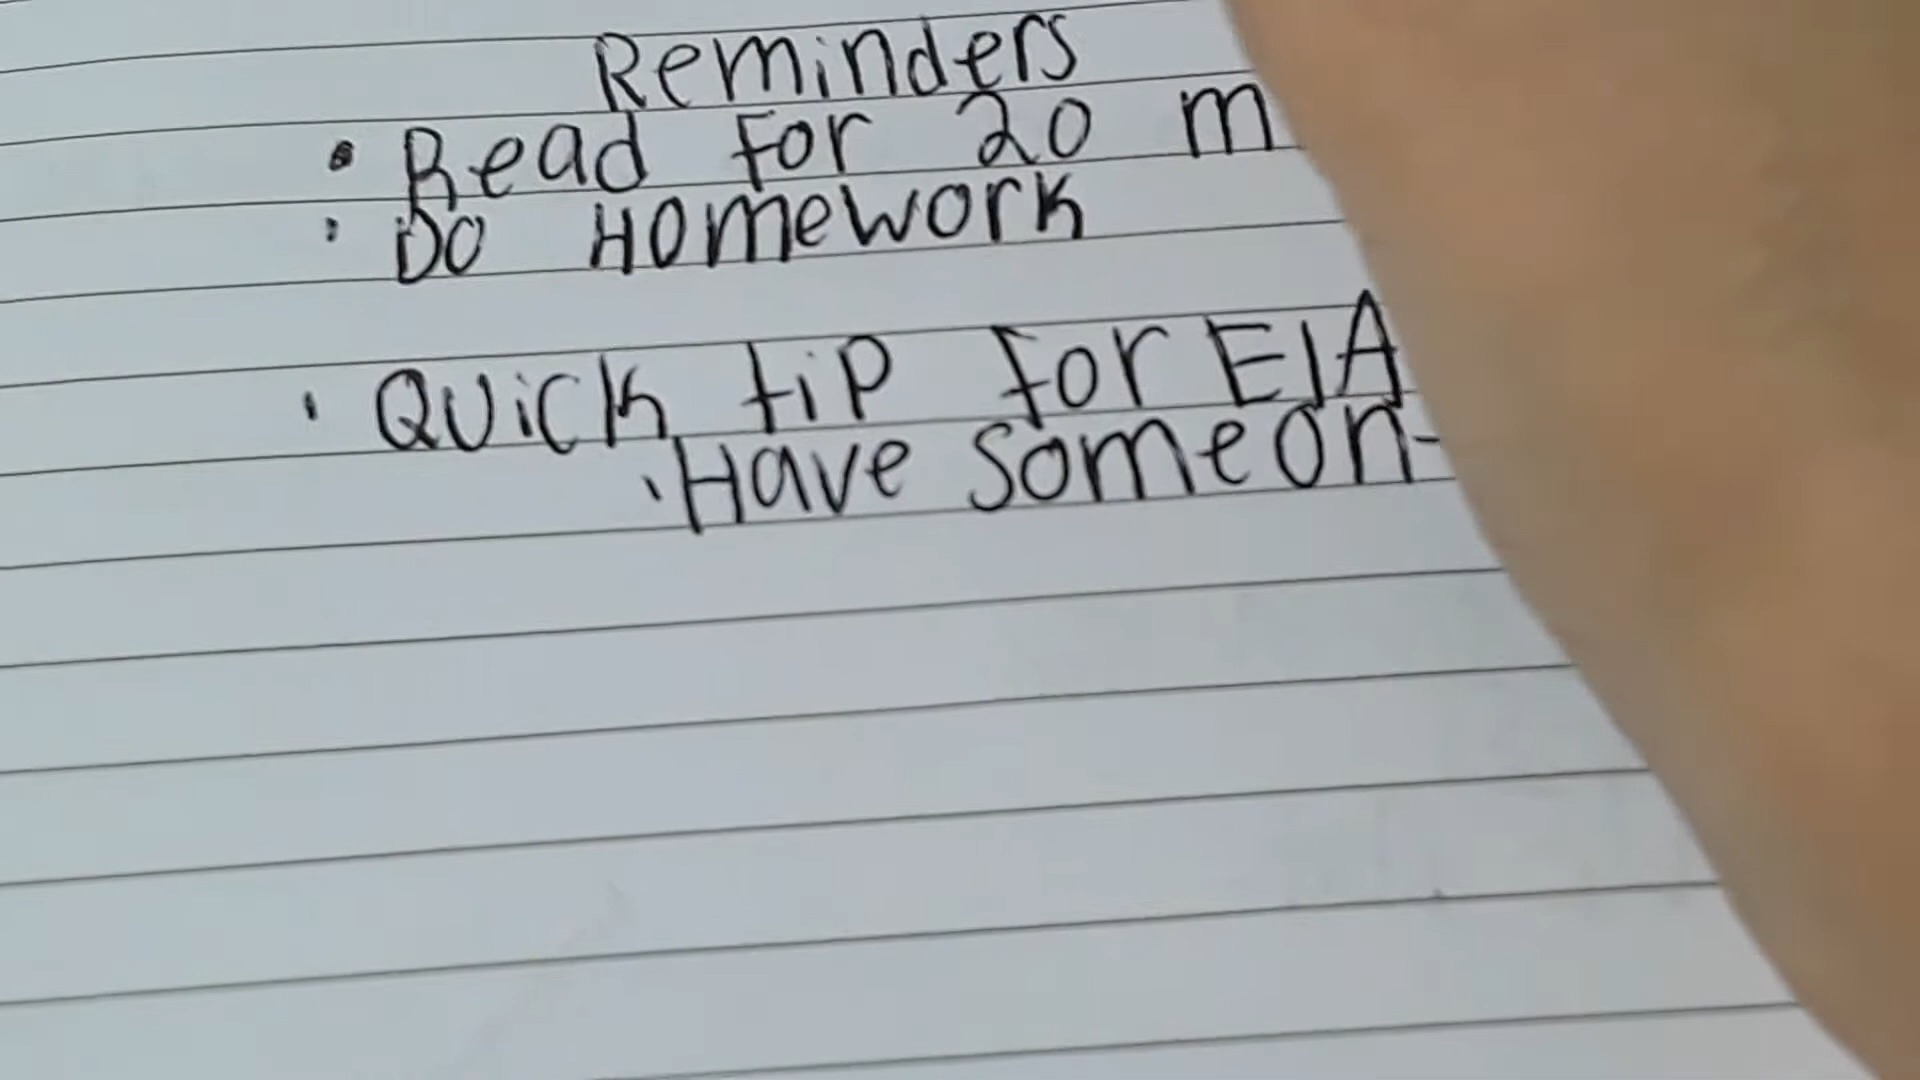 Reminders
• Read For 20 m
• DO Homework
• Quick tip for ElA
• Have someon